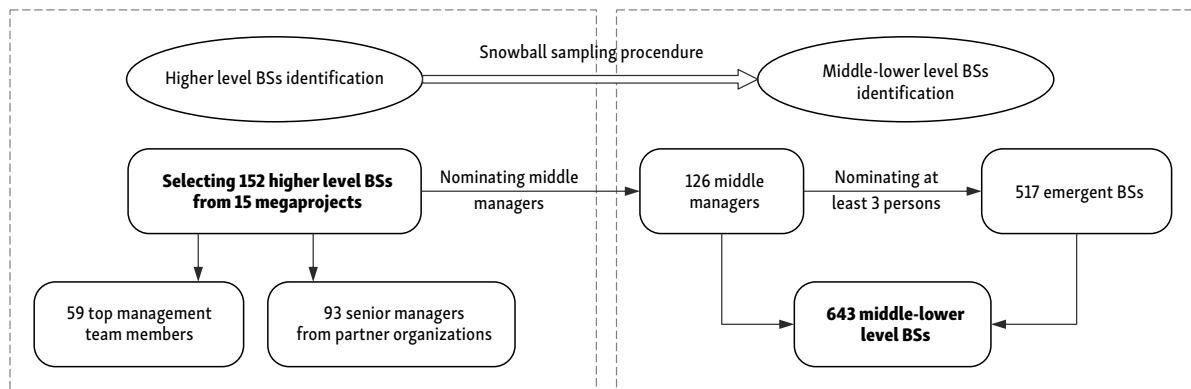 Snowball sampling procendure
Higher level BSs identification
Middle-lower level BSs
identification
Selecting 152 higher level BSs
from 15 megaprojects
Nominating middle
managers
126 middle
managers
Nominating at
least 3 persons
517 emergent BSs
59 top management
team members
93 senior managers
from partner organizations
643 middle-lower
level BSs